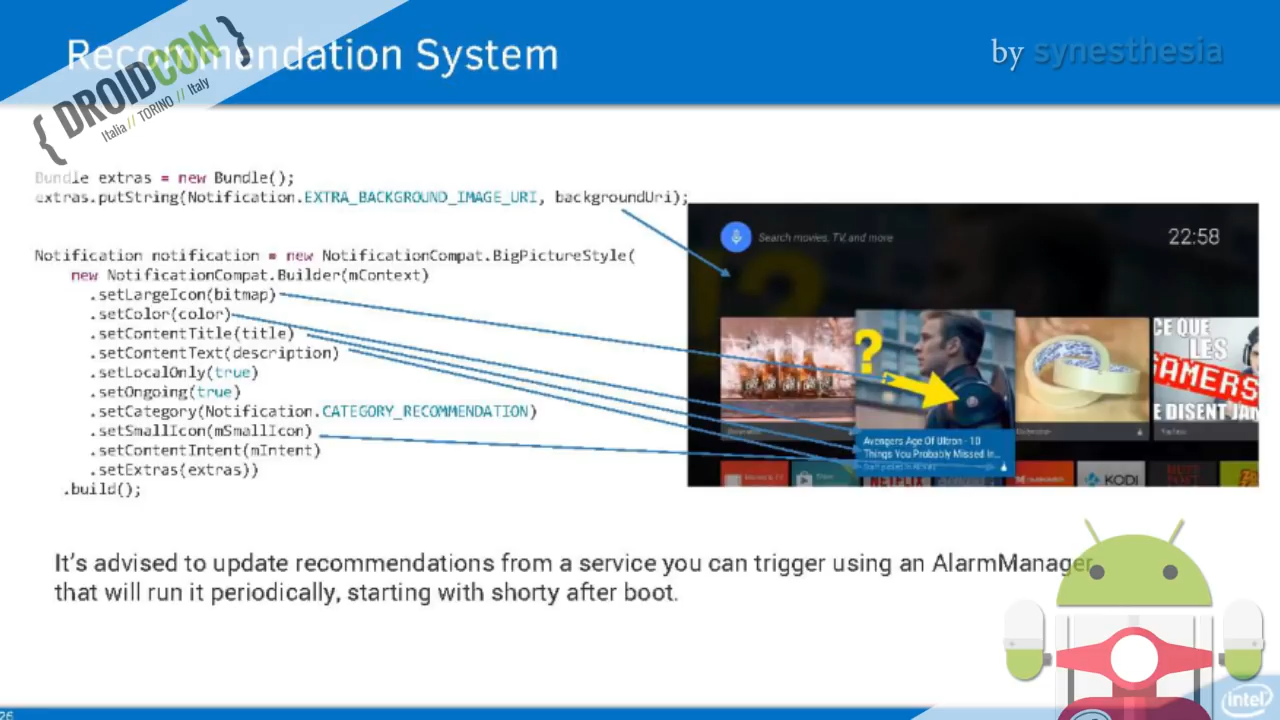 Recommendation System
by synesthesia
{ DROIDCON }
Italia // TORINO // Italy
Bundle extras = new Bundle();
extras.putString(Notification.EXTRA_BACKGROUND_IMAGE_URI, backgroundUri);
Notification notification = new NotificationCompat.BigPictureStyle(
new NotificationCompat.Builder(mContext)
.setLargeIcon(bitmap)
.setColor(color)
.setContentTitle(title)
.setContentText(description)
.setLocalOnly(true)
.setOngoing(true)
.setCategory(Notification.CATEGORY_RECOMMENDATION)
.setSmallIcon(mSmallIcon)
.setContentIntent(mIntent)
.setExtras(extras))
.build();
Search movies, TV, and more
22:58
?
CE QUE
LES
GAMERS
E DISENT JAM
Avengers Age Of Ultron - 10
Things You Probably Missed In...
NETFLIX
KODI
It's advised to update recommendations from a service you can trigger using an AlarmManager
that will run it periodically, starting with shorty after boot.
26
intel